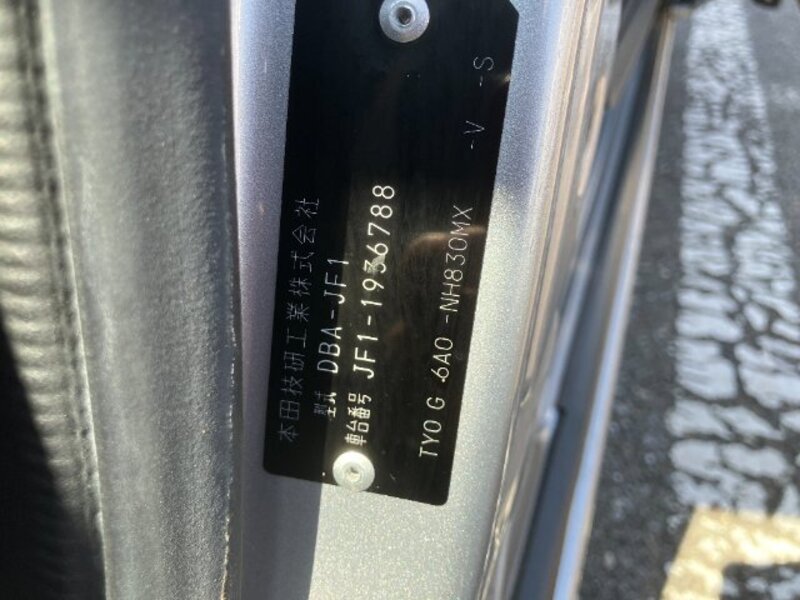 本田技研工業株式会社
型式 DBA-JF1
車台番号 JF1-1936788
TY0 G 6A0 -NH830MX -V -S